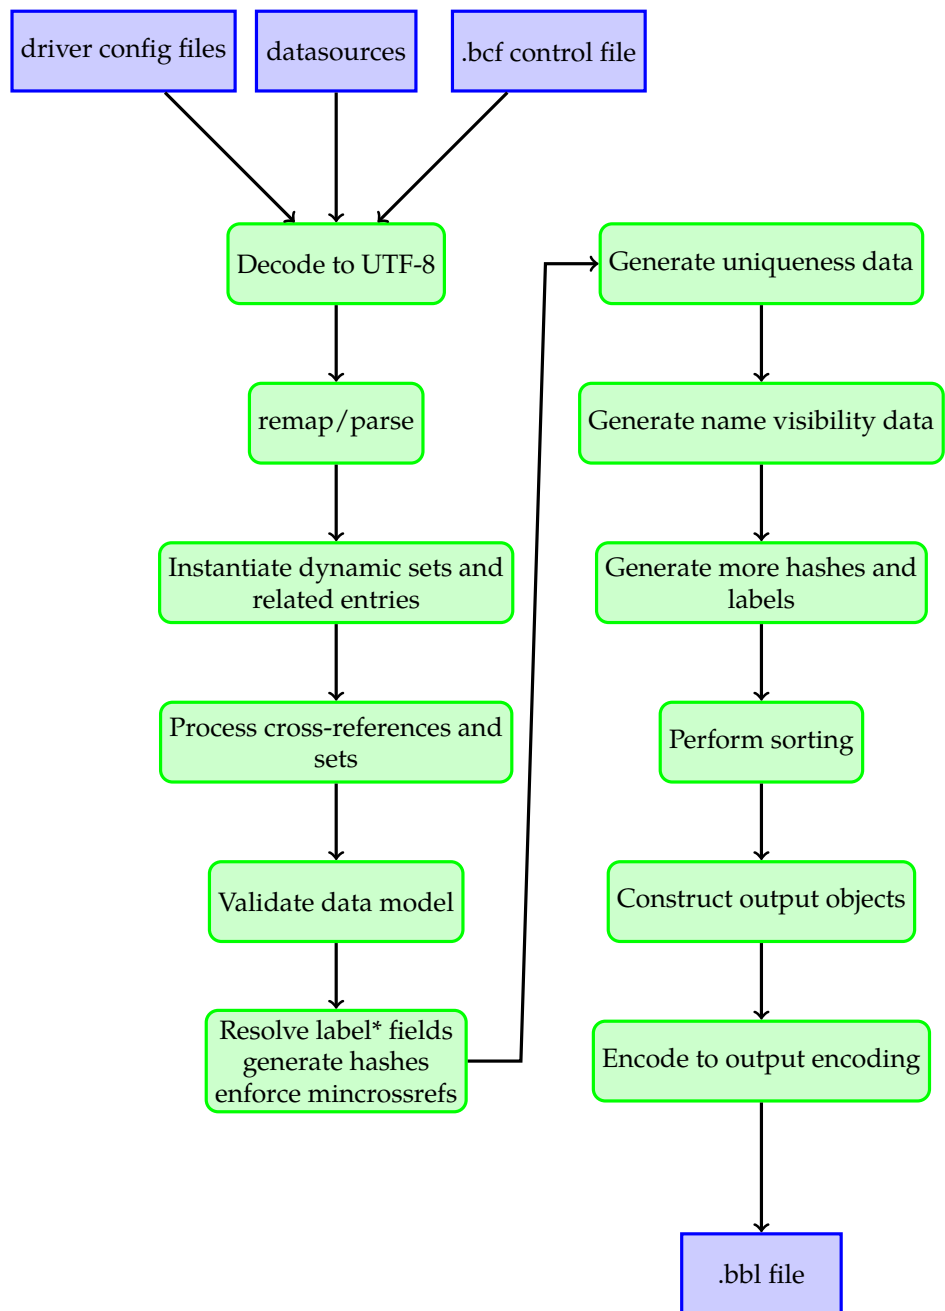 driver config files
datasources
.bcf control file
Decode to UTF-8
remap/parse
Instantiate dynamic sets and
related entries
Process cross-references and
sets
Validate data model
Resolve label* fields
generate hashes
enforce mincrossrefs
Generate uniqueness data
Generate name visibility data
Generate more hashes and
labels
Perform sorting
Construct output objects
Encode to output encoding
.bbl file